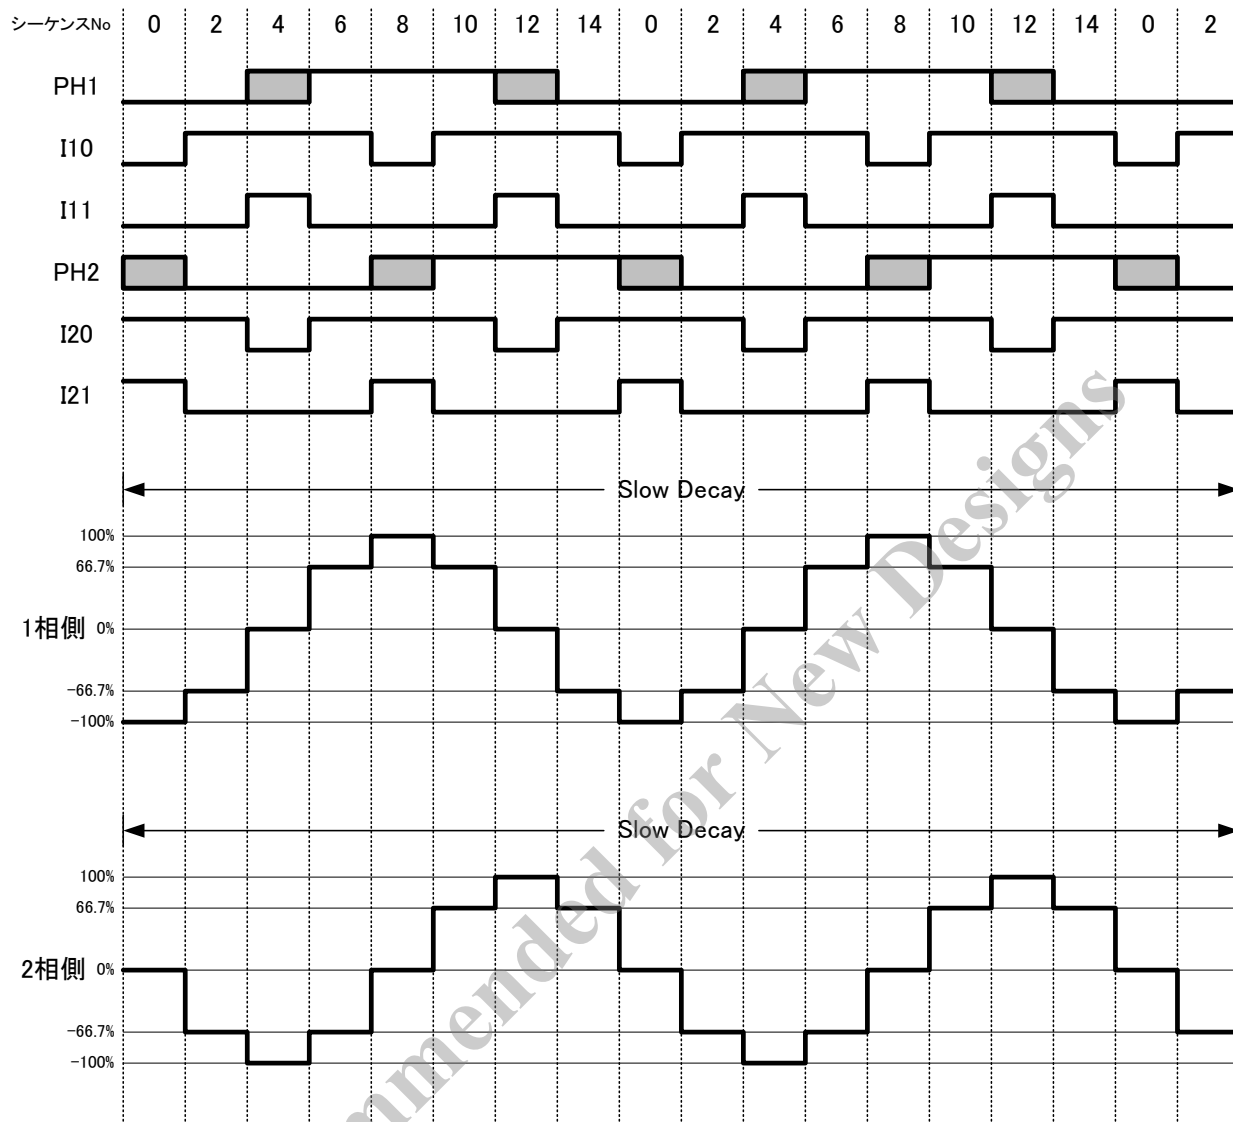 シーケンスNo 0 2 4 6 8 10 12 14 0 2 4 6 8 10 12 14 0 2
PH1
I10
I11
PH2
I20
I21
Slow Decay
100%
66.7%
1相側 0%
-66.7%
-100%
Slow Decay
100%
66.7%
2相側 0%
-66.7%
-100%
mmended for New Designs